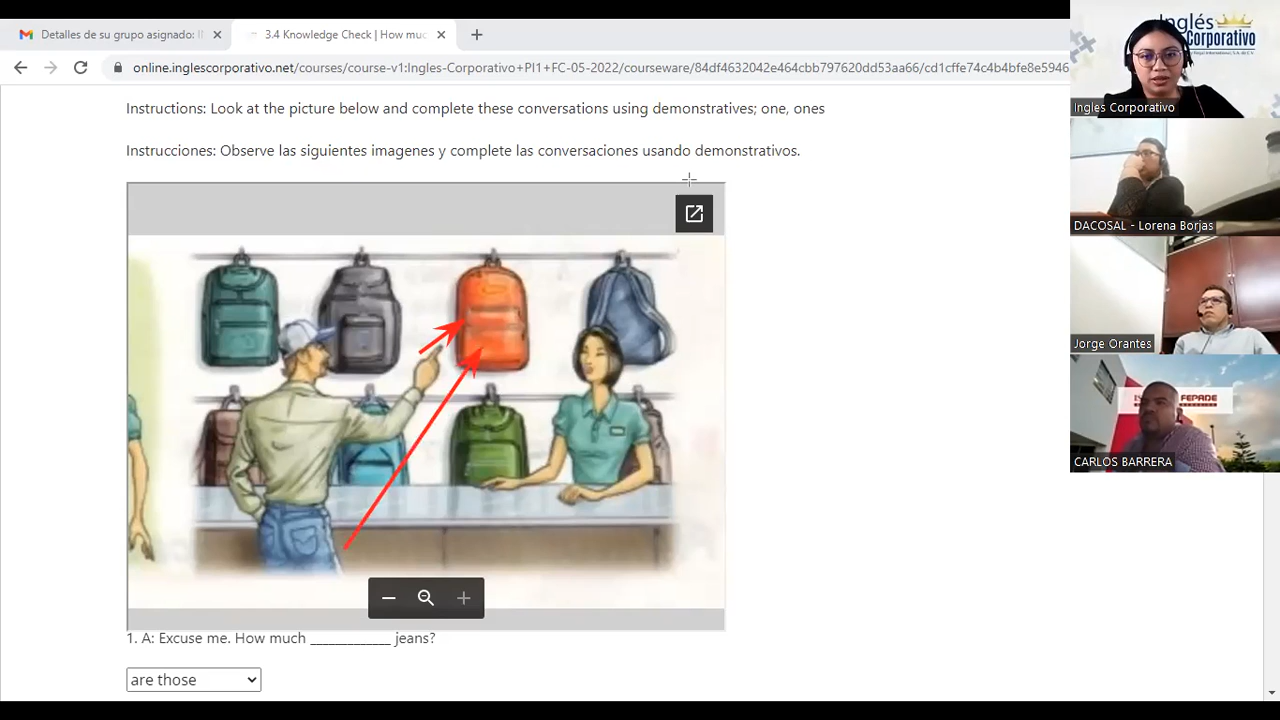 Detalles de su grupo asignado: I
3.4 Knowledge Check | How muc
online.inglescorporativo.net/courses/course-v1:Ingles
PI1+FC-05-2022/courseware/84df4632042e464cbb797620dd53aa66/cd1cffe74c4b4bfe8e5946
Instructions: Look at the picture below and complete these conversations using demonstratives; one, ones
Instrucciones: Observe las siguientes imagenes y complete las conversaciones usando demonstrativos.
1. A: Excuse me. How much _____________ jeans?
are those
Inglés
Corporativo
Ingles Corporativo
DACOSAL - Lorena Borjas
Jorge Orantes
FEPADE
CARLOS BARRERA